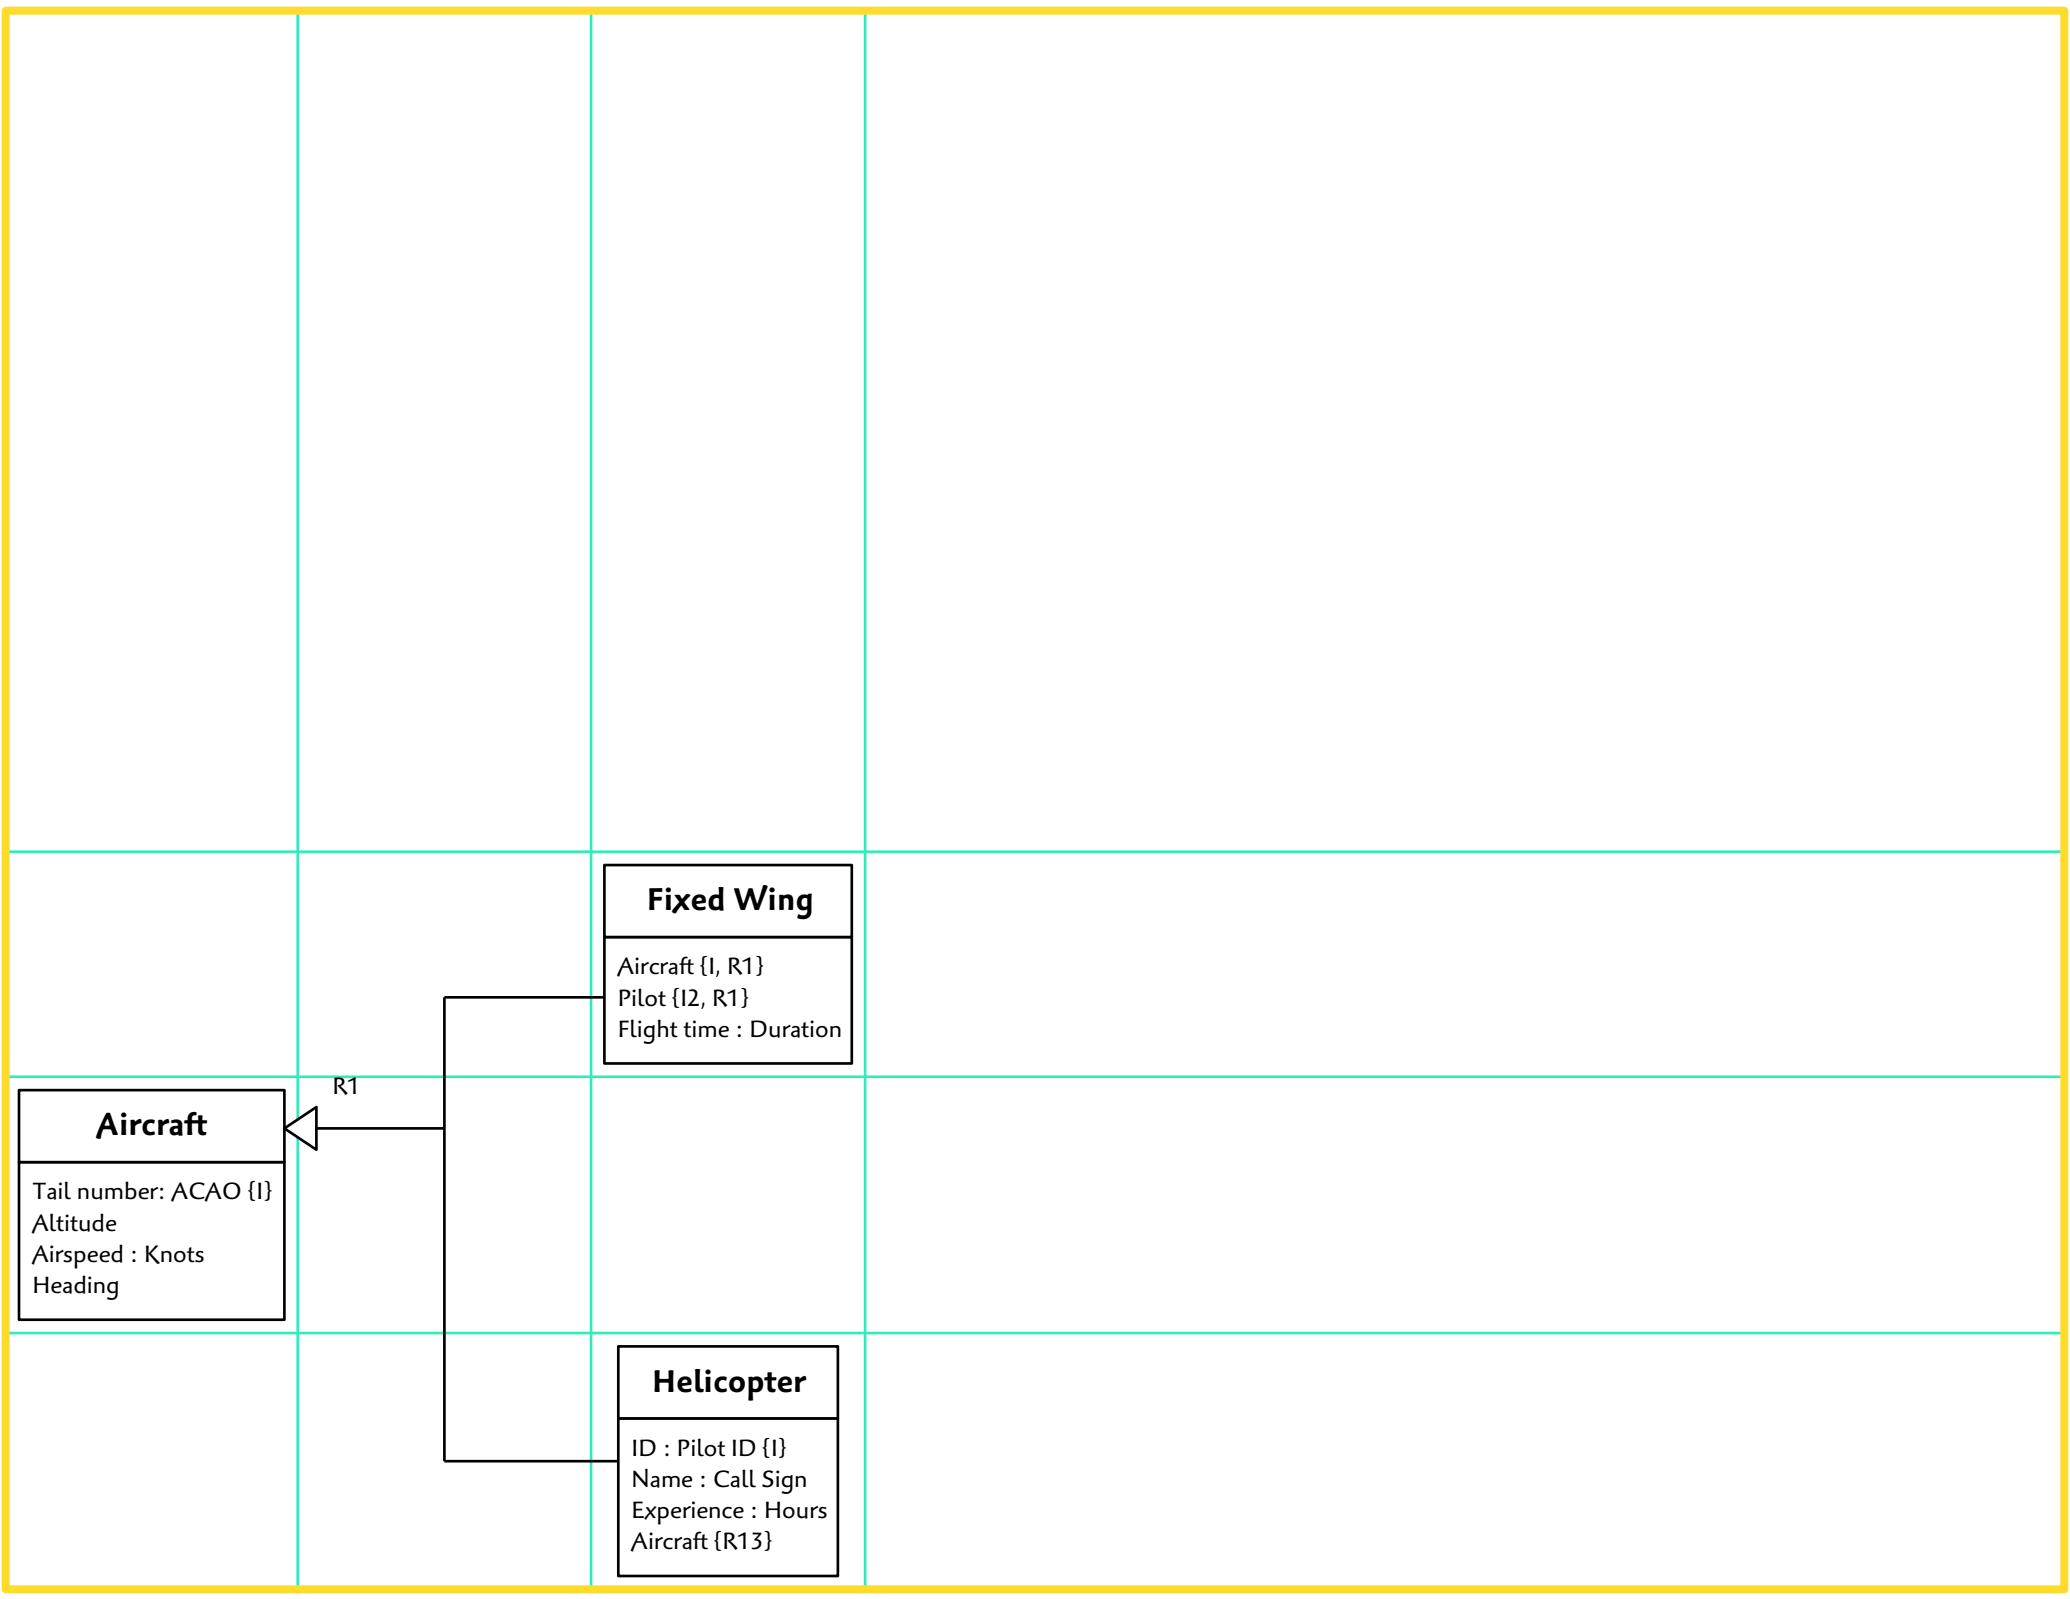 Fixed Wing
Aircraft {I, R1}
Pilot {I2, R1}
Flight time : Duration
R1
Aircraft
Tail number: ACAO {I}
Altitude
Airspeed : Knots
Heading
Helicopter
ID : Pilot ID {I}
Name : Call Sign
Experience : Hours
Aircraft {R13}